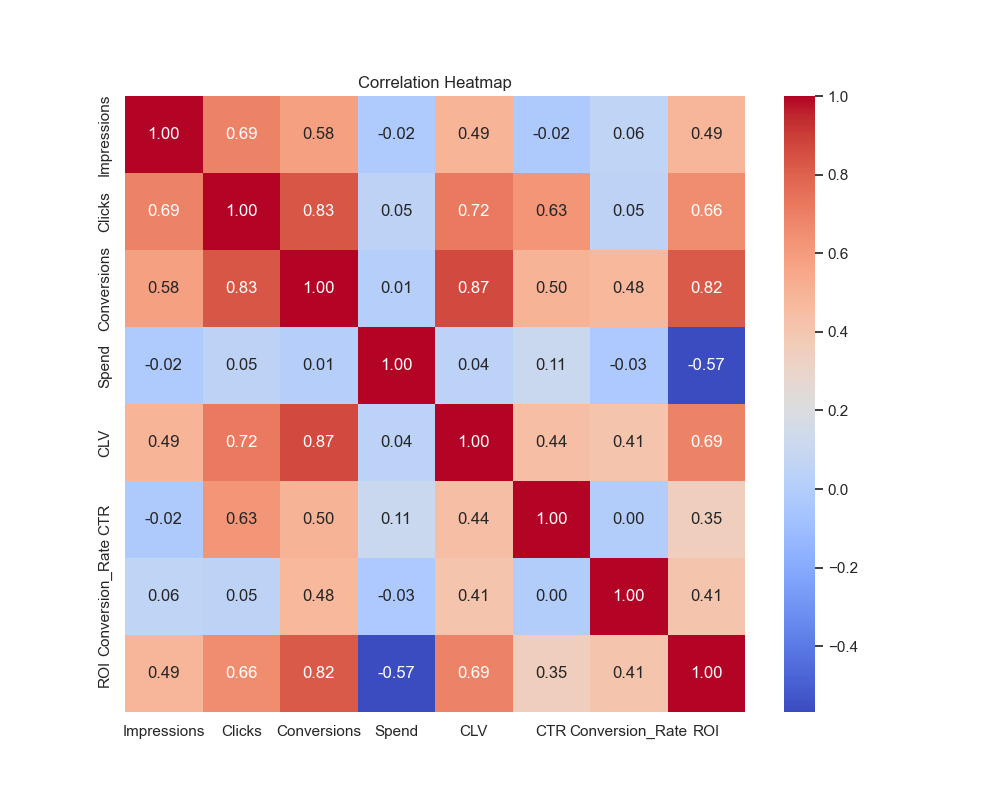 Correlation Heatmap
Impressions 1.00 0.69 0.58 -0.02 0.49 -0.02 0.06 0.49
Clicks 0.69 1.00 0.83 0.05 0.72 0.63 0.05 0.66
Conversions 0.58 0.83 1.00 0.01 0.87 0.50 0.48 0.82
Spend -0.02 0.05 0.01 1.00 0.04 0.11 -0.03 -0.57
CLV 0.49 0.72 0.87 0.04 1.00 0.44 0.41 0.69
CTR -0.02 0.63 0.50 0.11 0.44 1.00 0.00 0.35
Conversion_Rate 0.06 0.05 0.48 -0.03 0.41 0.00 1.00 0.41
ROI 0.49 0.66 0.82 -0.57 0.69 0.35 0.41 1.00
Impressions Clicks Conversions Spend CLV CTR Conversion_Rate ROI
1.0
0.8
0.6
0.4
0.2
0.0
−0.2
−0.4